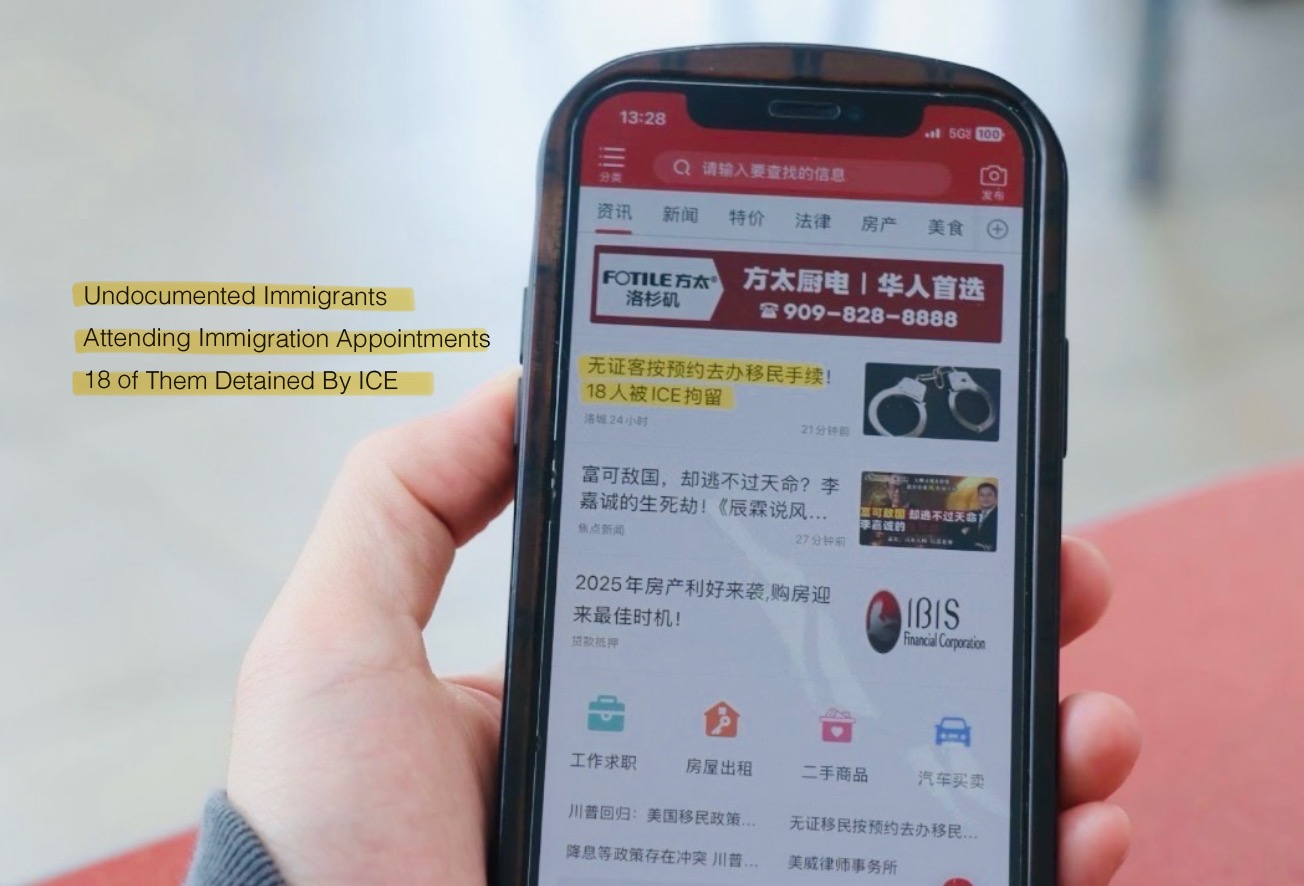 Undocumented Immigrants
Attending Immigration Appointments
18 of Them Detained By ICE
13:28
100
分类
请输入要查找的信息
发布
资讯 新闻 特价 法律 房产 美食
FOTILE方太®
洛杉矶
方太厨电 | 华人首选
☎909-828-8888
无证客按预约去办移民手续!
18人被ICE拘留
洛城24小时
21分钟前
富可敌国，却逃不过天命？李
嘉诚的生死劫!《辰霖说风...
焦点新闻
27分钟前
富可敌国 却逃不过天命
李嘉诚的
2025年房产利好来袭,购房迎
来最佳时机!
贷款抵押
IBIS
Financial Corporation
工作求职 房屋出租 二手商品 汽车买卖
川普回归：美国移民政策... 无证移民按预约去办移民...
降息等政策存在冲突 川普... 美威律师事务所